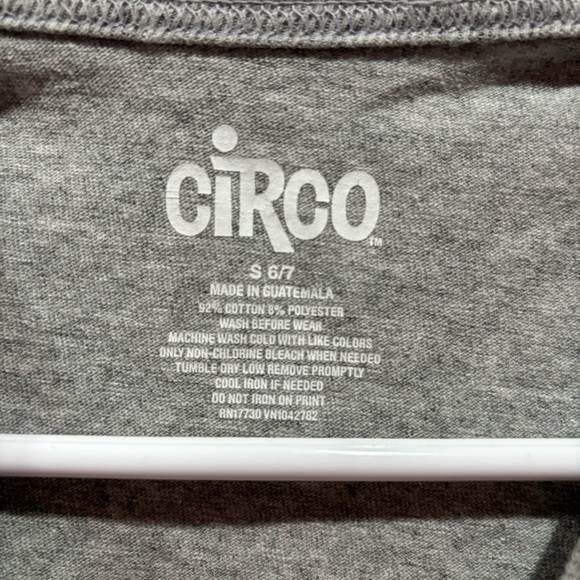 CIRCO
TM
S 6/7
MADE IN GUATEMALA
92% COTTON 8% POLYESTER
WASH BEFORE WEAR
MACHINE WASH COLD WITH LIKE COLORS
ONLY NON-CHLORINE BLEACH WHEN NEEDED
TUMBLE DRY LOW REMOVE PROMPTLY
COOL IRON IF NEEDED
DO NOT IRON ON PRINT
RN17730 VN1042762